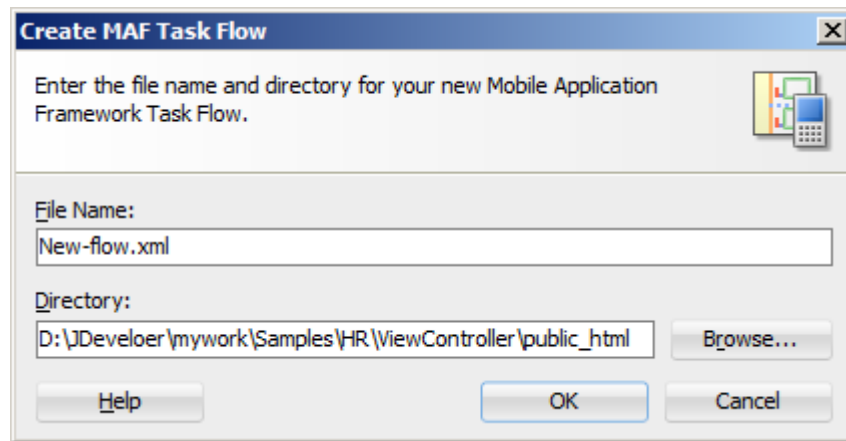 Create MAF Task Flow
Enter the file name and directory for your new Mobile Application
Framework Task Flow.
File Name:
New-flow.xml
Directory:
D:\JDeveloer\mywork\Samples\HR\ViewController\public_html
Browse...
Help
OK
Cancel